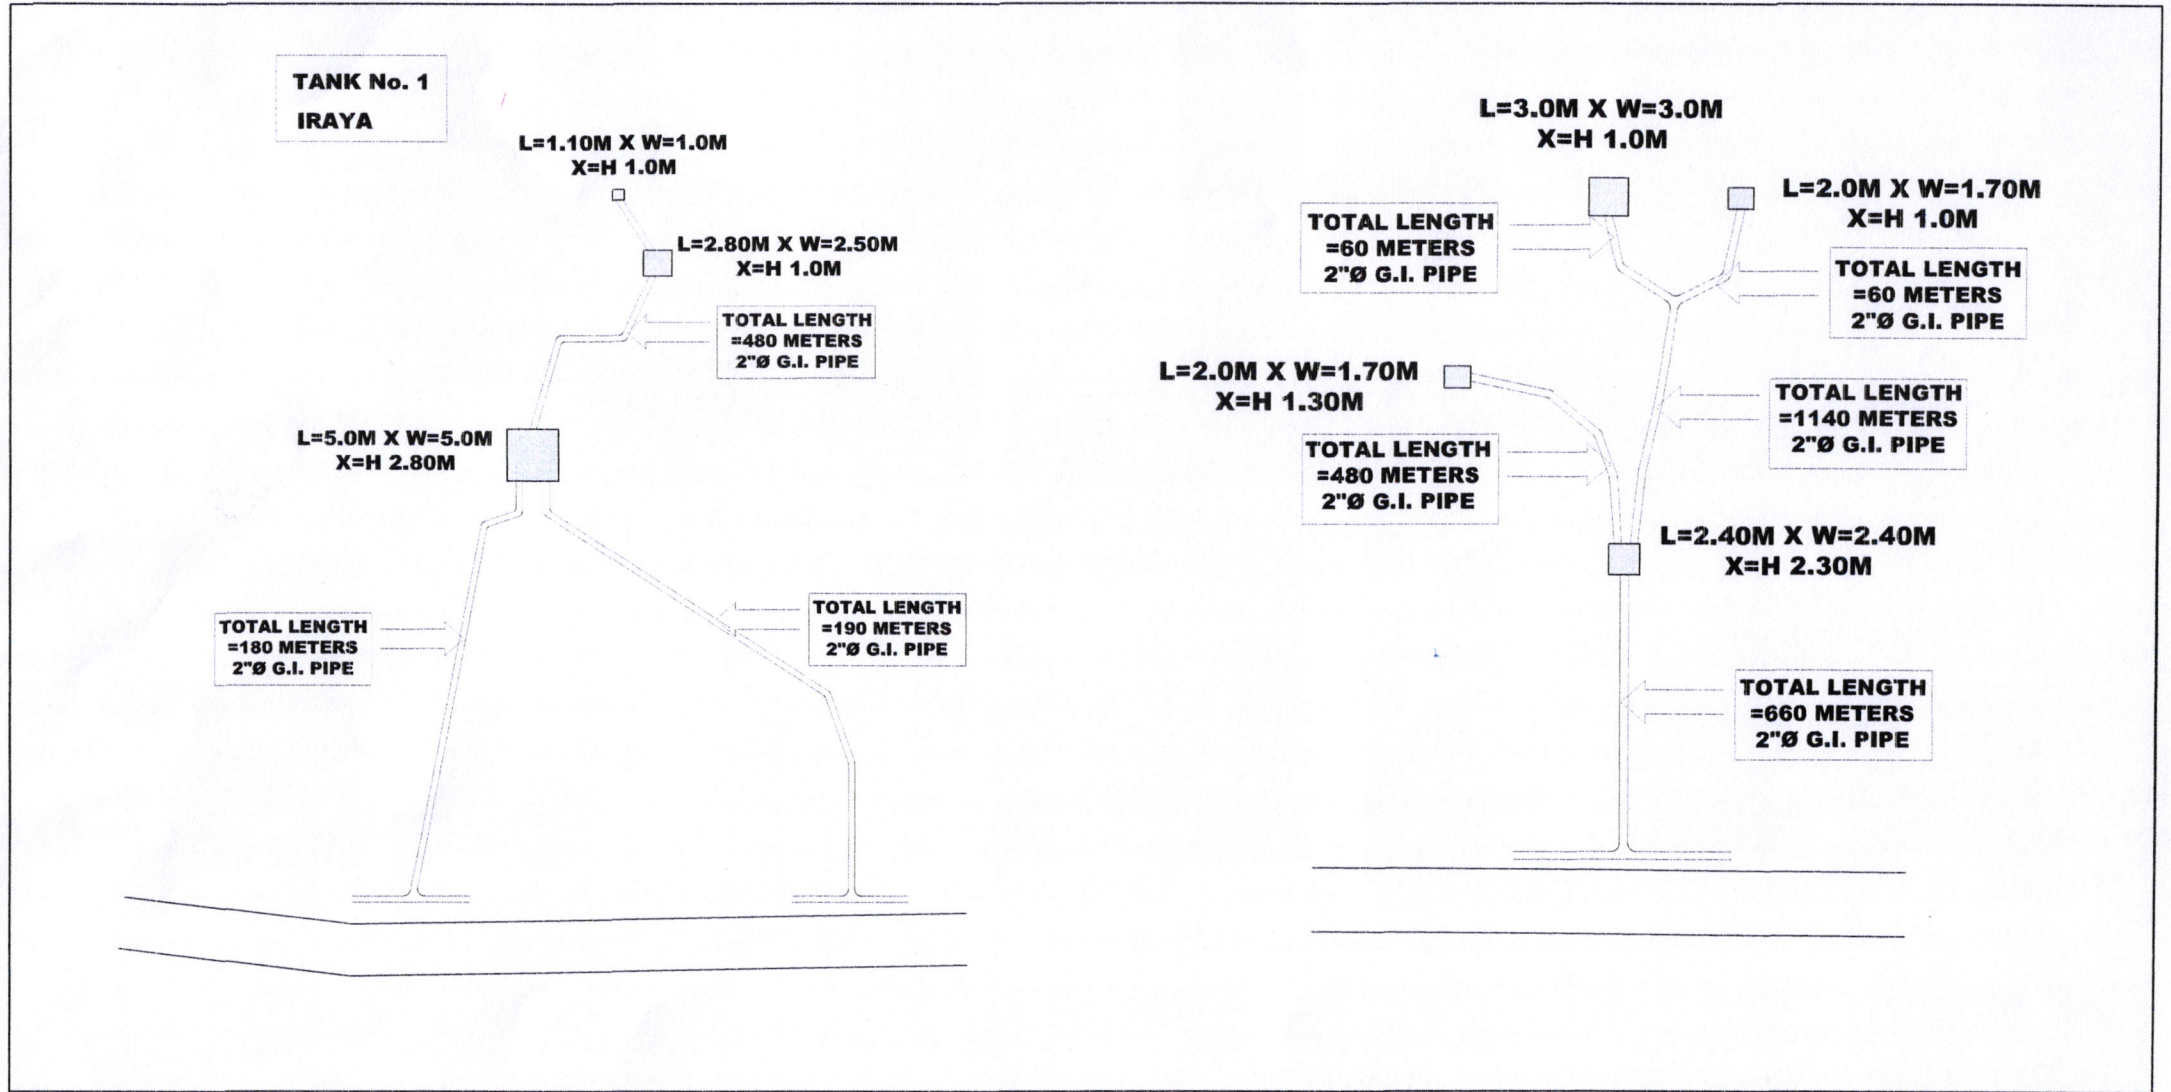 TANK No. 1
IRAYA
L=1.10M X W=1.0M
X=H 1.0M
L=2.80M X W=2.50M
X=H 1.0M
TOTAL LENGTH
=480 METERS
2"Ø G.I. PIPE
L=5.0M X W=5.0M
X=H 2.80M
TOTAL LENGTH
=180 METERS
2"Ø G.I. PIPE
TOTAL LENGTH
=190 METERS
2"Ø G.I. PIPE
L=3.0M X W=3.0M
X=H 1.0M
L=2.0M X W=1.70M
X=H 1.0M
TOTAL LENGTH
=60 METERS
2"Ø G.I. PIPE
TOTAL LENGTH
=60 METERS
2"Ø G.I. PIPE
L=2.0M X W=1.70M
X=H 1.30M
TOTAL LENGTH
=1140 METERS
2"Ø G.I. PIPE
TOTAL LENGTH
=480 METERS
2"Ø G.I. PIPE
L=2.40M X W=2.40M
X=H 2.30M
TOTAL LENGTH
=660 METERS
2"Ø G.I. PIPE